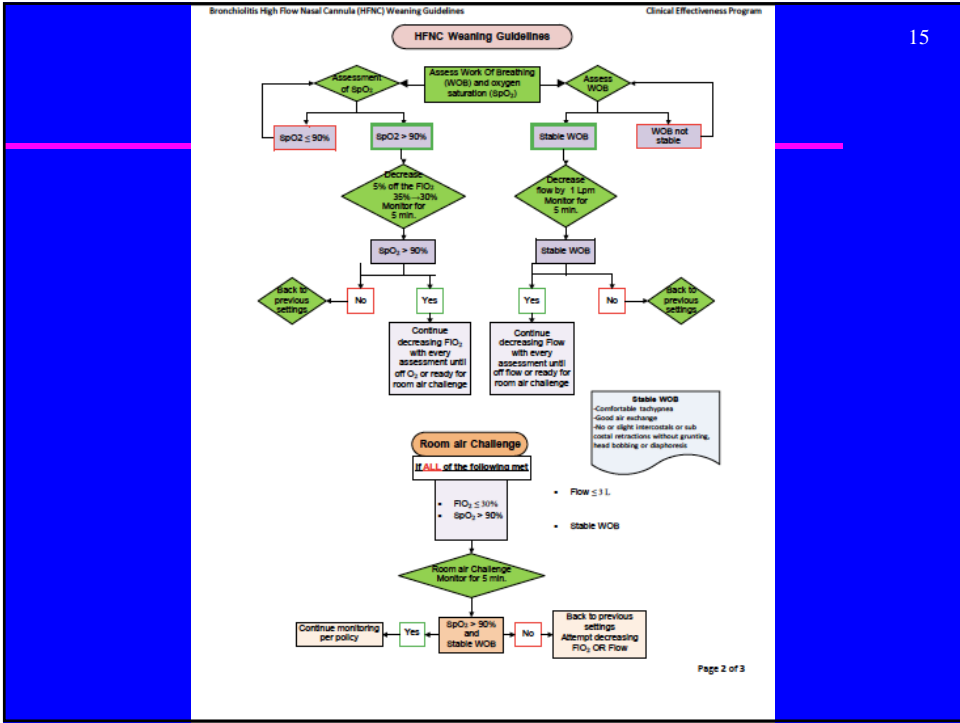 Bronchiolitis High Flow Nasal Cannula (HFNC) Weaning Guidelines
Clinical Effectiveness Program
15
HFNC Weaning Guidelines
Assessment
of SpO₂
Assess Work Of Breathing
(WOB) and oxygen
saturation (SpO₂)
Assess
WOB
SpO2 ≤ 90%
SpO2 > 90%
Stable WOB
WOB not
stable
Decrease
5% off the FIO₂
35%→30%
Monitor for
5 min.
Decrease
flow by 1 Lpm
Monitor for
5 min.
SpO₂ > 90%
Stable WOB
Back to
previous
settings
No
Yes
Yes
No
Back to
previous
settings
Continue
decreasing FIO₂
with every
assessment until
off O₂ or ready for
room air challenge
Continue
decreasing Flow
with every
assessment until
off flow or ready for
room air challenge
Stable WOB
-Comfortable tachypnea
-Good air exchange
-No or slight intercostals or sub
costal retractions without grunting,
head bobbing or diaphoresis
Room air Challenge
If ALL of the following met
• FIO₂ ≤ 30%
• SpO₂ > 90%
• Flow ≤ 3 L
• Stable WOB
Room air Challenge
Monitor for 5 min.
Continue monitoring
per policy
Yes
SpO₂ > 90%
and
Stable WOB
No
Back to previous
settings
Attempt decreasing
FIO₂ OR Flow
Page 2 of 3